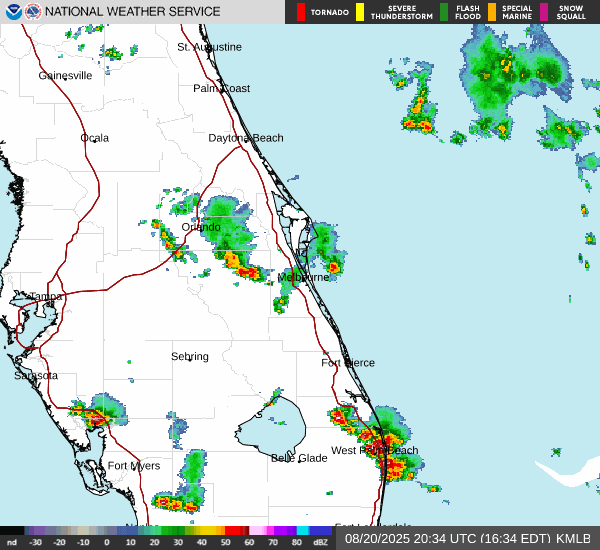 NATIONAL WEATHER SERVICE
TORNADO
SEVERE
THUNDERSTORM
FLASH
FLOOD
SPECIAL
MARINE
SNOW
SQUALL
St. Augustine
Gainesville
Palm Coast
Ocala
Daytona Beach
Orlando
Melbourne
Tampa
Sebring
Fort Pierce
Sarasota
West Palm Beach
Belle Glade
Fort Myers
nd -30 -20 -10 0 10 20 30 40 50 60 70 80 dBZ
08/20/2025 20:34 UTC (16:34 EDT) KMLB